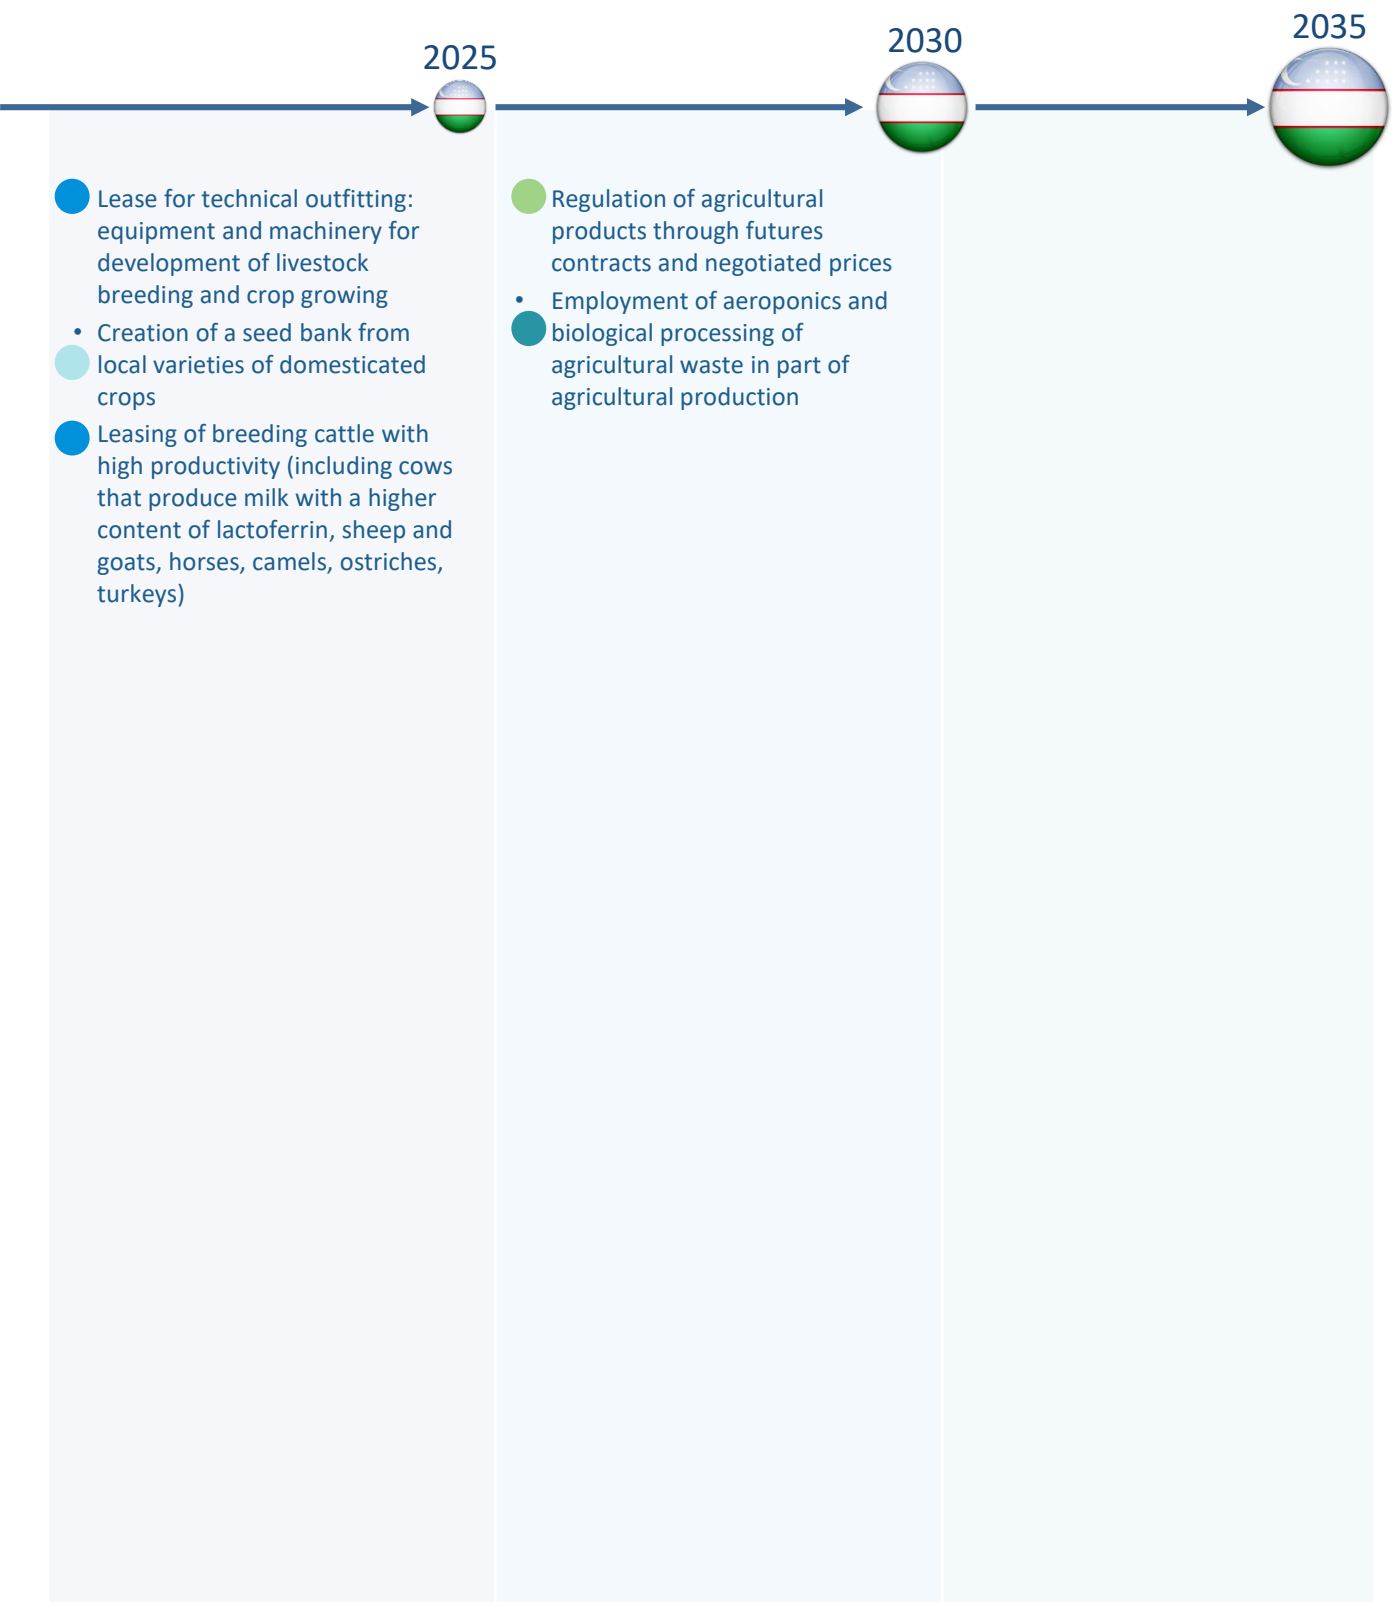 2025
2030
2035
Lease for technical outfitting:
equipment and machinery for
development of livestock
breeding and crop growing
• Creation of a seed bank from
local varieties of domesticated
crops
Leasing of breeding cattle with
high productivity (including cows
that produce milk with a higher
content of lactoferrin, sheep and
goats, horses, camels, ostriches,
turkeys)
Regulation of agricultural
products through futures
contracts and negotiated prices
• Employment of aeroponics and
biological processing of
agricultural waste in part of
agricultural production